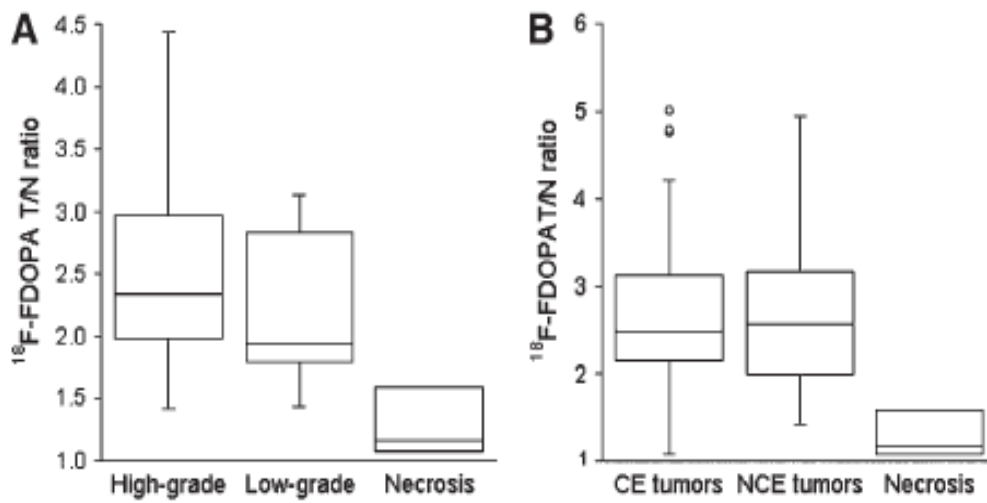 A
¹⁸F-FDOPA T/N ratio
4.5
4.0
3.5
3.0
2.5
2.0
1.5
1.0
High-grade Low-grade Necrosis
B
¹⁸F-FDOPA T/N ratio
6
5
4
3
2
1
CE tumors NCE tumors Necrosis